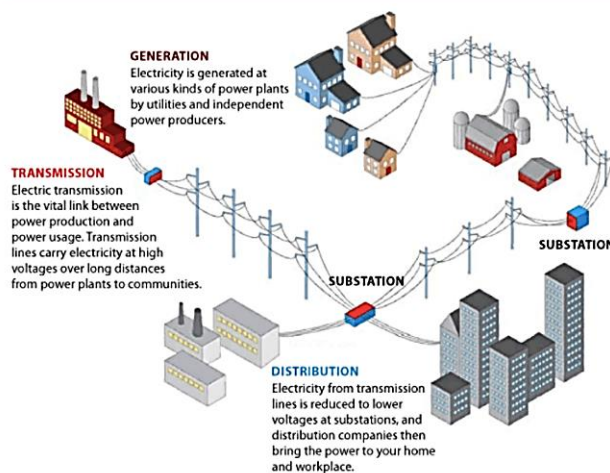 GENERATION
Electricity is generated at
various kinds of power plants
by utilities and independent
power producers.
TRANSMISSION
Electric transmission
is the vital link between
power production and
power usage. Transmission
lines carry electricity at high
voltages over long distances
from power plants to communities.
SUBSTATION
SUBSTATION
DISTRIBUTION
Electricity from transmission
lines is reduced to lower
voltages at substations, and
distribution companies then
bring the power to your home
and workplace.